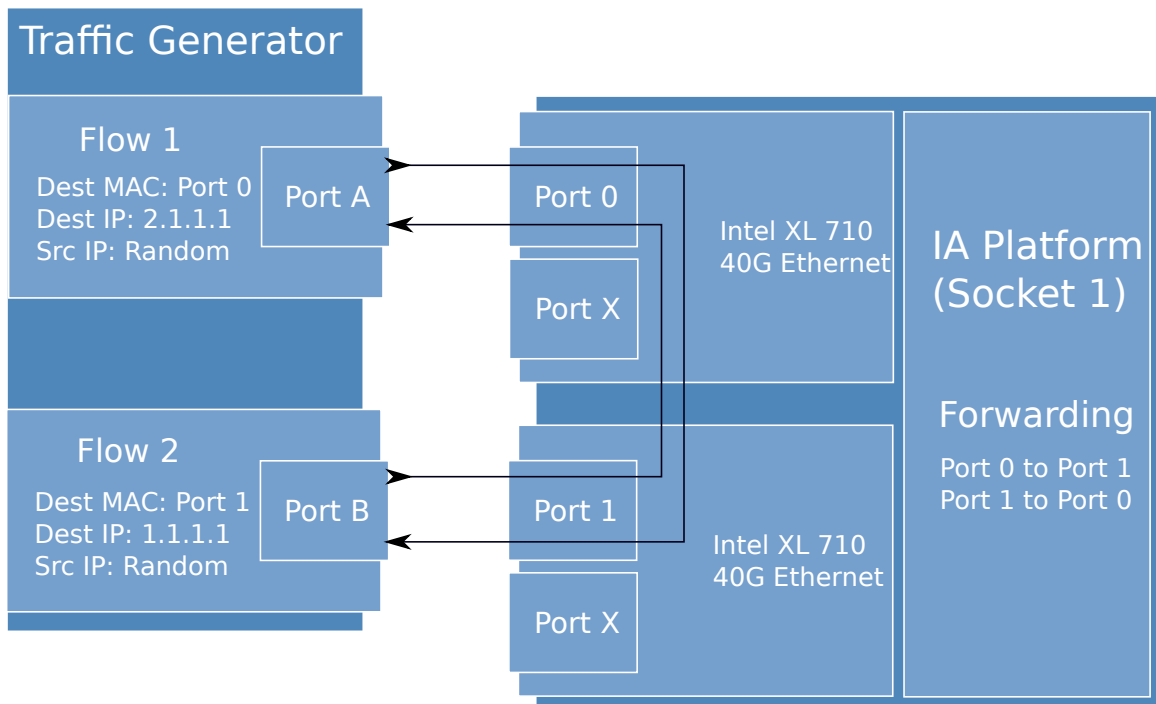 Traffic Generator
Flow 1
Dest MAC: Port 0
Dest IP: 2.1.1.1
Src IP: Random
Port A
Flow 2
Dest MAC: Port 1
Dest IP: 1.1.1.1
Src IP: Random
Port B
Port 0
Port X
Intel XL 710
40G Ethernet
Port 1
Port X
Intel XL 710
40G Ethernet
IA Platform
(Socket 1)
Forwarding
Port 0 to Port 1
Port 1 to Port 0